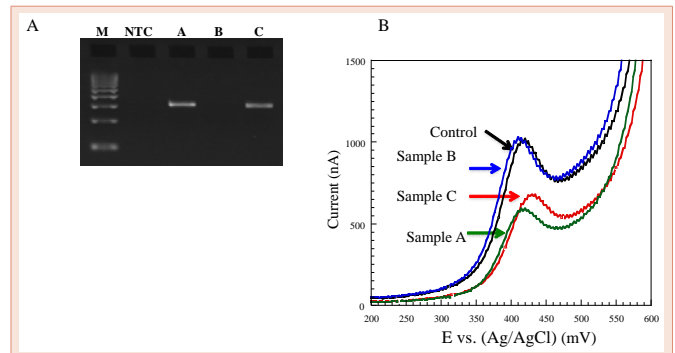 A
M NTC A B C
B
1500
1000
500
0
Current (nA)
Control
Sample B
Sample C
Sample A
200 250 300 350 400 450 500 550 600
E vs. (Ag/AgCl) (mV)